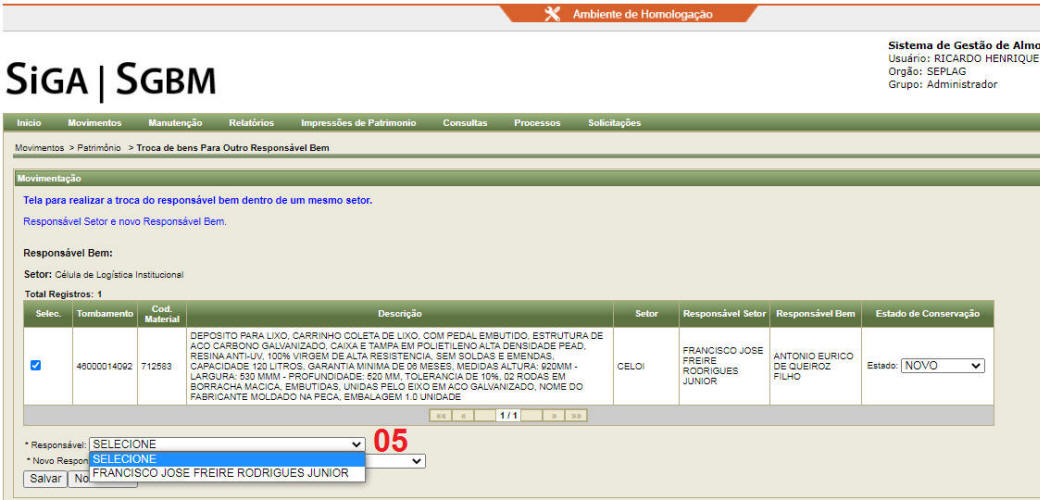 Ambiente de Homologação
Sistema de Gestão de Almo
Usuário: RICARDO HENRIQUE
Orgão: SEPLAG
Grupo: Administrador
SiGA | SGBM
Início Movimentos Manutenção Relatórios Impressões de Patrimonio Consultas Processos Solicitações
Movimentos > Patrimônio > Troca de bens Para Outro Responsável Bem
Movimentação
Tela para realizar a troca do responsável bem dentro de um mesmo setor.
Responsável Setor e novo Responsável Bem.
Responsável Bem:
Setor: Célula de Logística Institucional
Total Registros: 1
Selec. Tombamento Cod. Material Descrição Setor Responsável Setor Responsável Bem Estado de Conservação
DEPOSITO PARA LIXO, CARRINHO COLETA DE LIXO, COM PEDAL EMBUTIDO, ESTRUTURA DE
ACO CARBONO GALVANIZADO, CAIXA E TAMPA EM POLIETILENO ALTA DENSIDADE PEAD,
RESINA ANTI-UV, 100% VIRGEM DE ALTA RESISTENCIA, SEM SOLDAS E EMENDAS,
CAPACIDADE 120 LITROS, GARANTIA MINIMA DE 06 MESES, MEDIDAS ALTURA: 920MM -
LARGURA: 530 MMM - PROFUNDIDADE: 520 MM, TOLERANCIA DE 10%, 02 RODAS EM
BORRACHA MACICA, EMBUTIDAS, UNIDAS PELO EIXO EM ACO GALVANIZADO, NOME DO
FABRICANTE MOLDADO NA PECA, EMBALAGEM 1.0 UNIDADE
46000014092 712583
CELOI
FRANCISCO JOSE
FREIRE
RODRIGUES
JUNIOR
ANTONIO EURICO
DE QUEIROZ
FILHO
Estado: NOVO
«« « 1 / 1 » »»
* Responsável: SELECIONE 05
* Novo Respon
SELECIONE
FRANCISCO JOSE FREIRE RODRIGUES JUNIOR
Salvar No